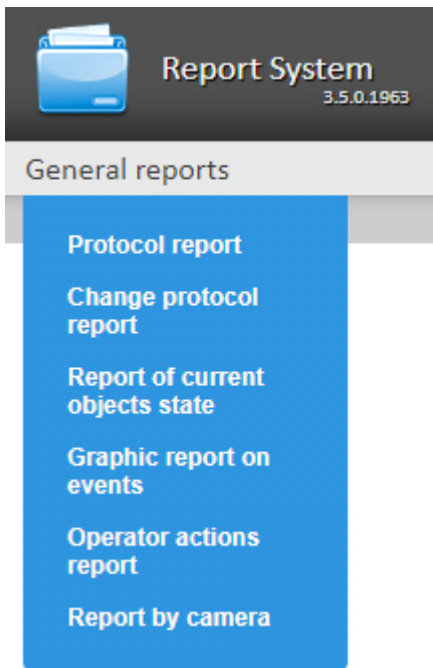 Report System
3.5.0.1963
General reports
Protocol report
Change protocol
report
Report of current
objects state
Graphic report on
events
Operator actions
report
Report by camera